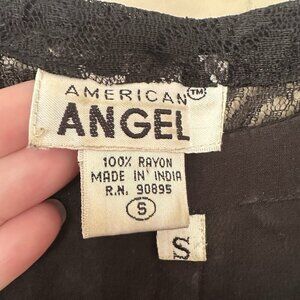 AMERICAN™
ANGEL
100% RAYON
MADE IN INDIA
R.N. 90895
S
S